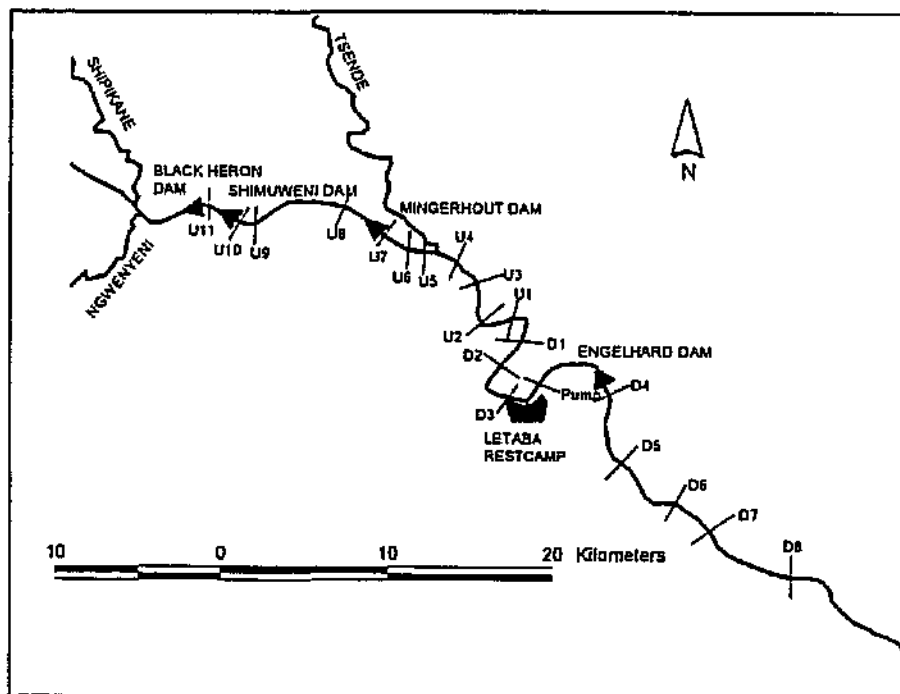 SHIPIKANE
TSENDE
N
BLACK HERON
DAM
SHIMUWENI DAM
MINGERHOUT DAM
U11
U10
U9
U8
U7
U6
U5
U4
U3
U1
U2
NGWENYENI
D1
D2
ENGELHARD DAM
D3
Pump
D4
LETABA
RESTCAMP
D5
D6
D7
D8
10 0 20 Kilometers